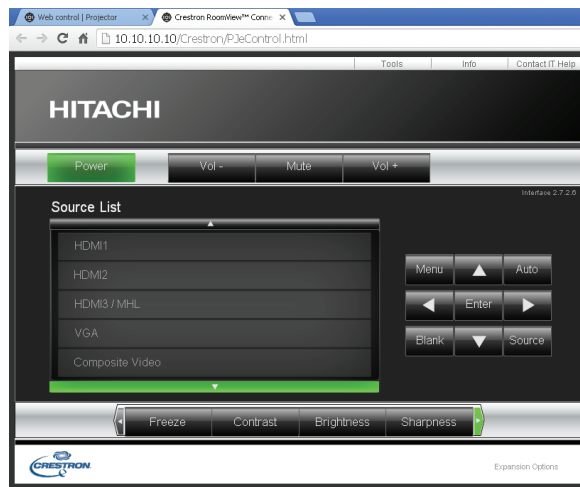 Web control | Projector
Crestron RoomView™ Conne
10.10.10.10/Crestron/PJeControl.html
Tools Info Contact IT Help
HITACHI
Power Vol - Mute Vol +
Interface 2.7.2.6
Source List
HDMI1
HDMI2
HDMI3 / MHL
VGA
Composite Video
Menu Auto
Enter
Blank Source
Freeze Contrast Brightness Sharpness
CRESTRON
Expansion Options